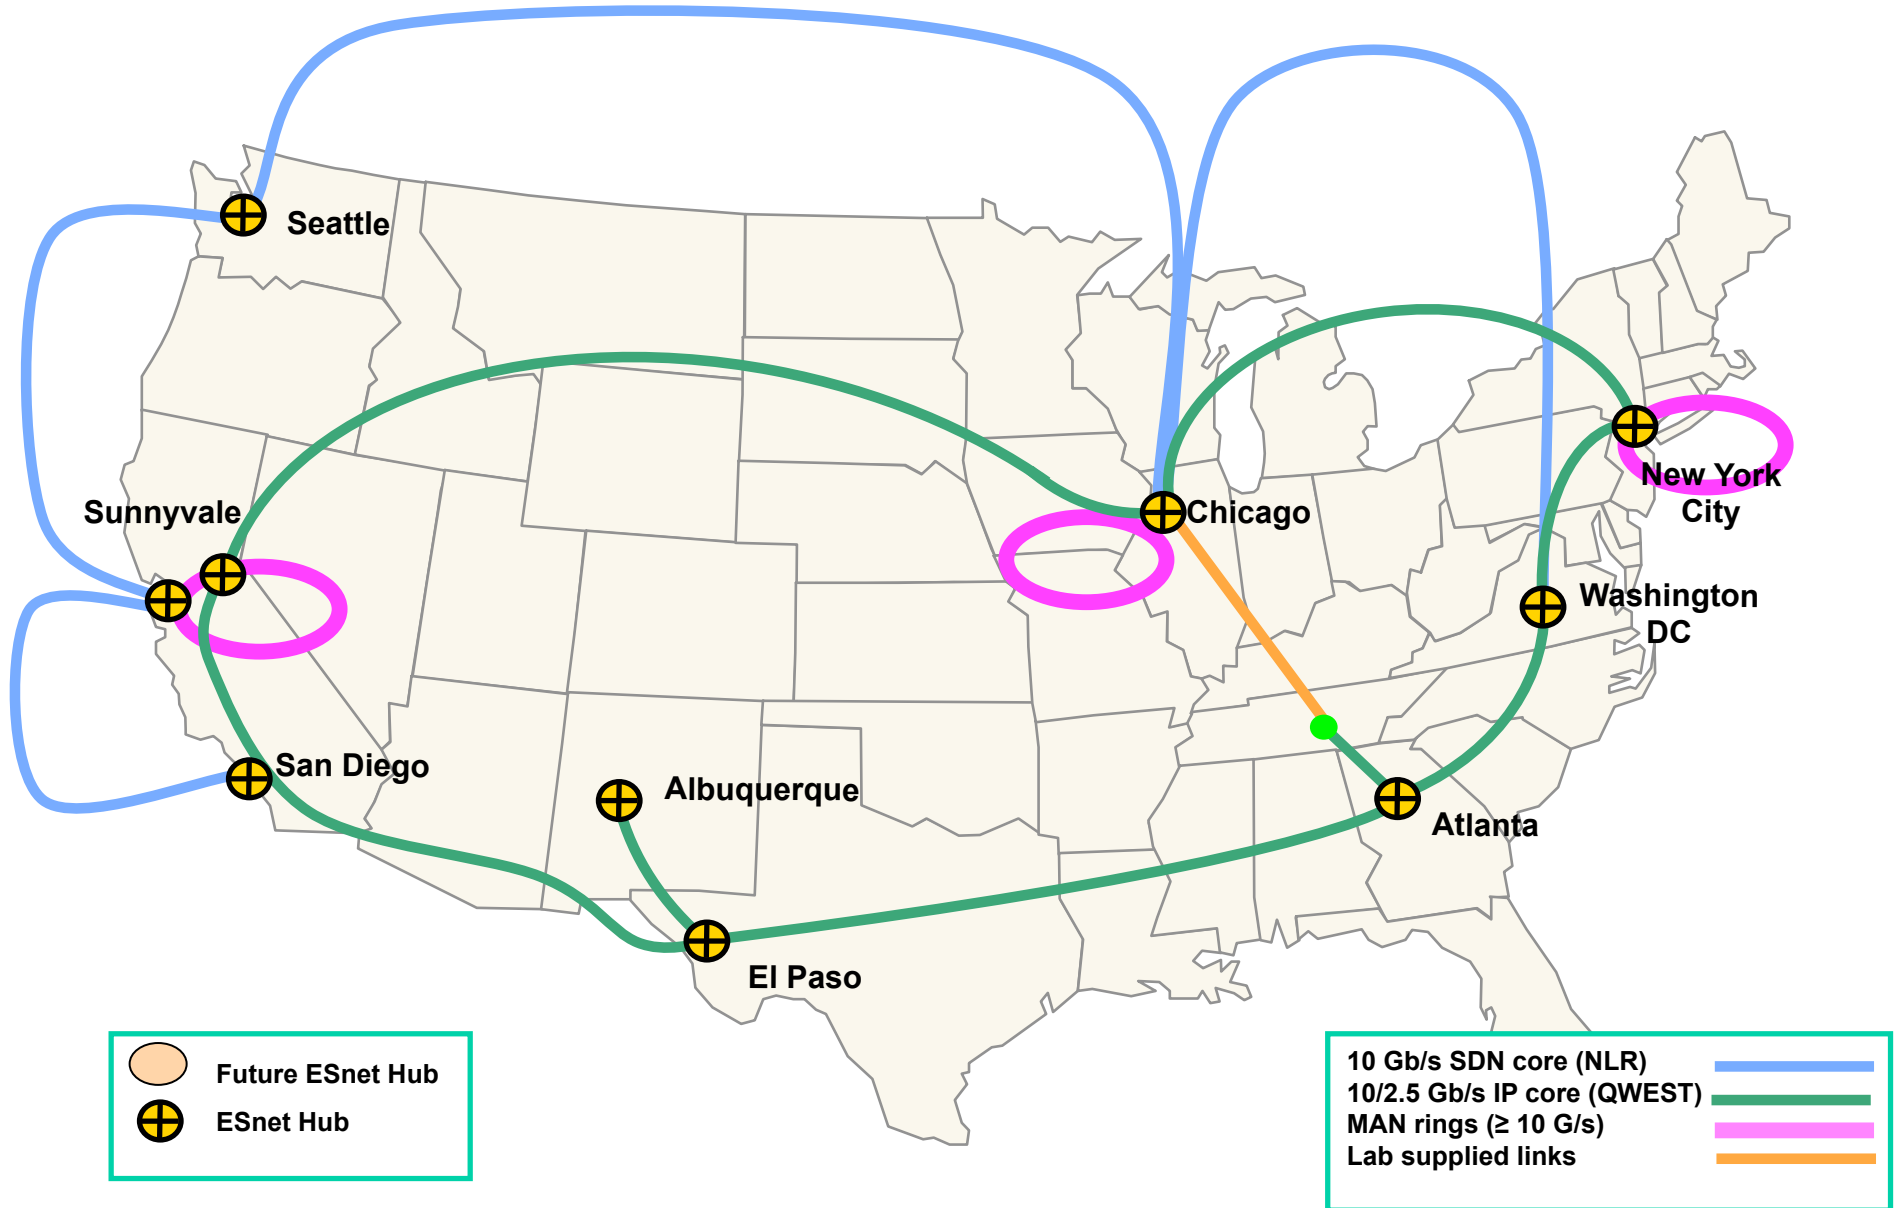 Seattle
Sunnyvale
Chicago
New York
City
Washington
DC
San Diego
Albuquerque
Atlanta
El Paso
Future ESnet Hub
ESnet Hub
10 Gb/s SDN core (NLR)
10/2.5 Gb/s IP core (QWEST)
MAN rings (≥ 10 G/s)
Lab supplied links